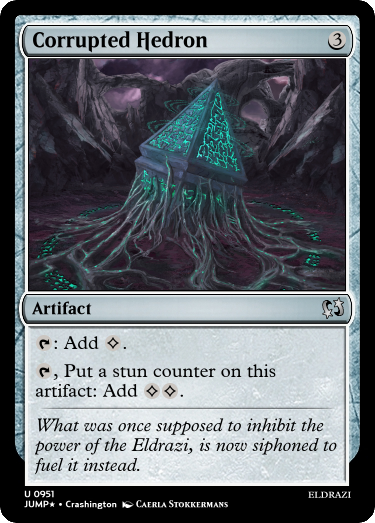 Corrupted Hedron 3
Artifact
: Add .
, Put a stun counter on this
artifact: Add .
What was once supposed to inhibit the
power of the Eldrazi, is now siphoned to
fuel it instead.
U 0951 ELDRAZI
JUMP★ • Crashington Caerla Stokkermans